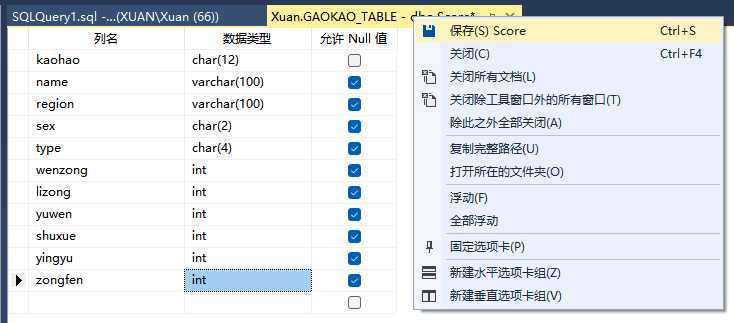 SQLQuery1.sql -...(XUAN\Xuan (66))
Xuan.GAOKAO_TABLE - dbo.Score*
列名 数据类型 允许 Null 值
kaohao char(12)
name varchar(100)
region varchar(100)
sex char(2)
type char(4)
wenzong int
lizong int
yuwen int
shuxue int
yingyu int
zongfen int
保存(S) Score Ctrl+S
关闭(C) Ctrl+F4
关闭所有文档(L)
关闭除工具窗口外的所有窗口(T)
除此之外全部关闭(A)
复制完整路径(U)
打开所在的文件夹(O)
浮动(F)
全部浮动
固定选项卡(P)
新建水平选项卡组(Z)
新建垂直选项卡组(V)